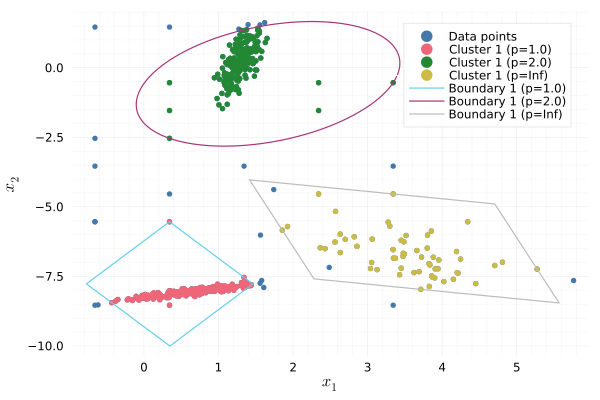 Data points
Cluster 1 (p=1.0)
Cluster 1 (p=2.0)
Cluster 1 (p=Inf)
Boundary 1 (p=1.0)
Boundary 1 (p=2.0)
Boundary 1 (p=Inf)
0.0
−2.5
−5.0
−7.5
−10.0
x₂
0 1 2 3 4 5
x₁